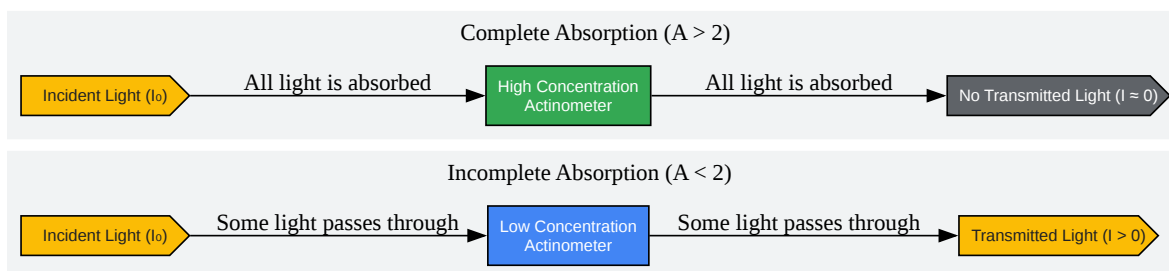 Complete Absorption (A > 2)
Incident Light (I₀)
All light is absorbed
High Concentration
Actinometer
All light is absorbed
No Transmitted Light (I ≈ 0)
Incomplete Absorption (A < 2)
Incident Light (I₀)
Some light passes through
Low Concentration
Actinometer
Some light passes through
Transmitted Light (I > 0)